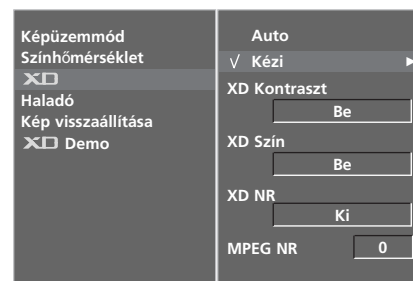 Képüzemmód
Színhőmérséklet
XD
Haladó
Kép visszaállítása
XD Demo
Auto
√ Kézi ►
XD Kontraszt
Be
XD Szín
Be
XD NR
Ki
MPEG NR 0